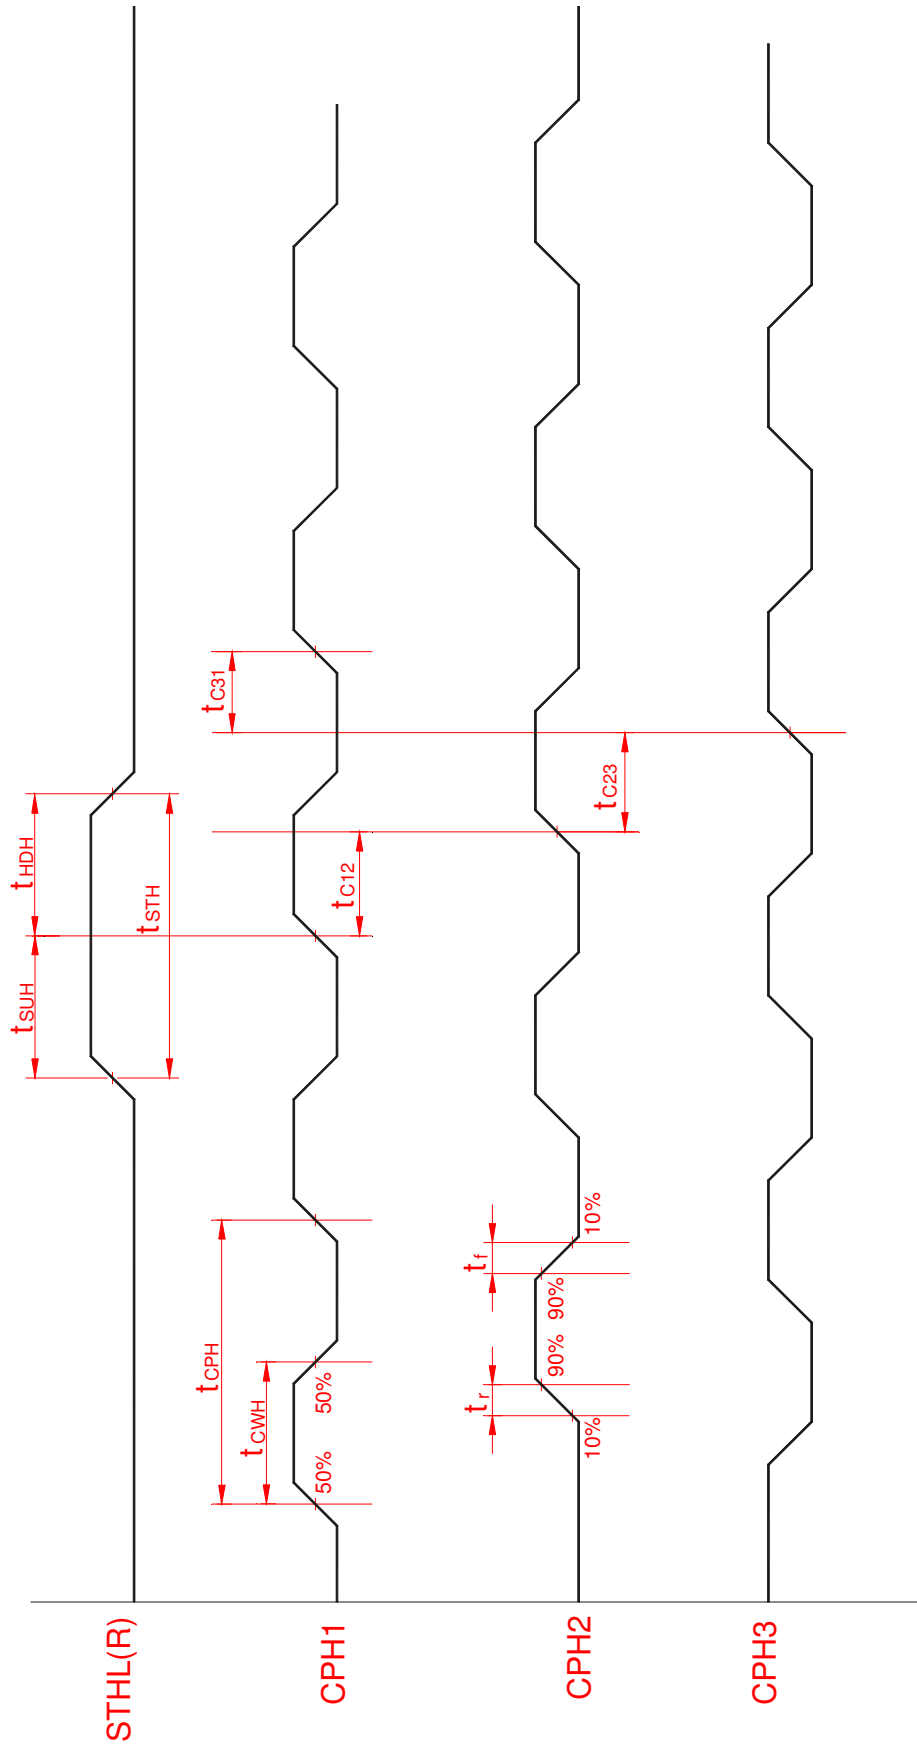 STHL(R)
tSUH
tHDH
tSTH
CPH1
tCPH
tCWH
50%
50%
tC12
tC31
CPH2
tr
tf
10%
90%
90%
10%
tC23
CPH3